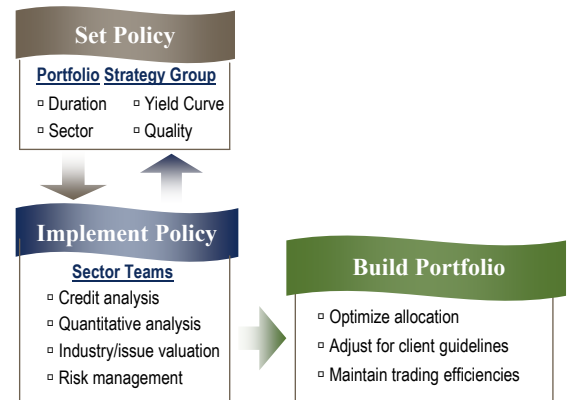 Set Policy
Portfolio Strategy Group
▫ Duration ▫ Yield Curve
▫ Sector ▫ Quality
Implement Policy
Sector Teams
▫ Credit analysis
▫ Quantitative analysis
▫ Industry/issue valuation
▫ Risk management
Build Portfolio
▫ Optimize allocation
▫ Adjust for client guidelines
▫ Maintain trading efficiencies